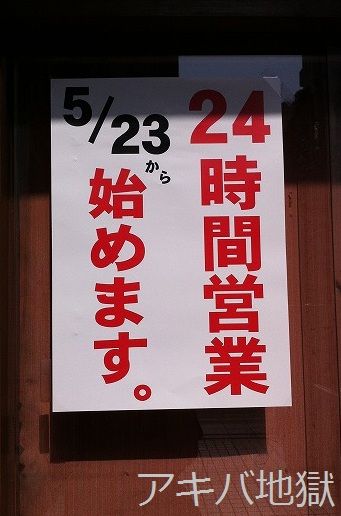 24時間営業
5/23から
始めます。
アキバ地獄